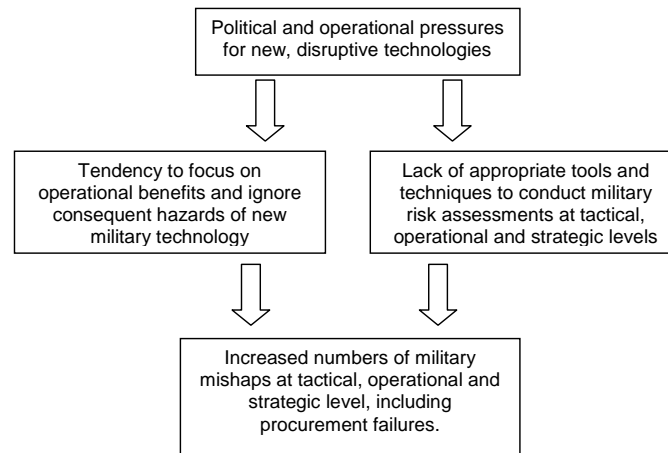 Political and operational pressures
for new, disruptive technologies
Tendency to focus on
operational benefits and ignore
consequent hazards of new
military technology
Lack of appropriate tools and
techniques to conduct military
risk assessments at tactical,
operational and strategic levels
Increased numbers of military
mishaps at tactical, operational and
strategic level, including
procurement failures.